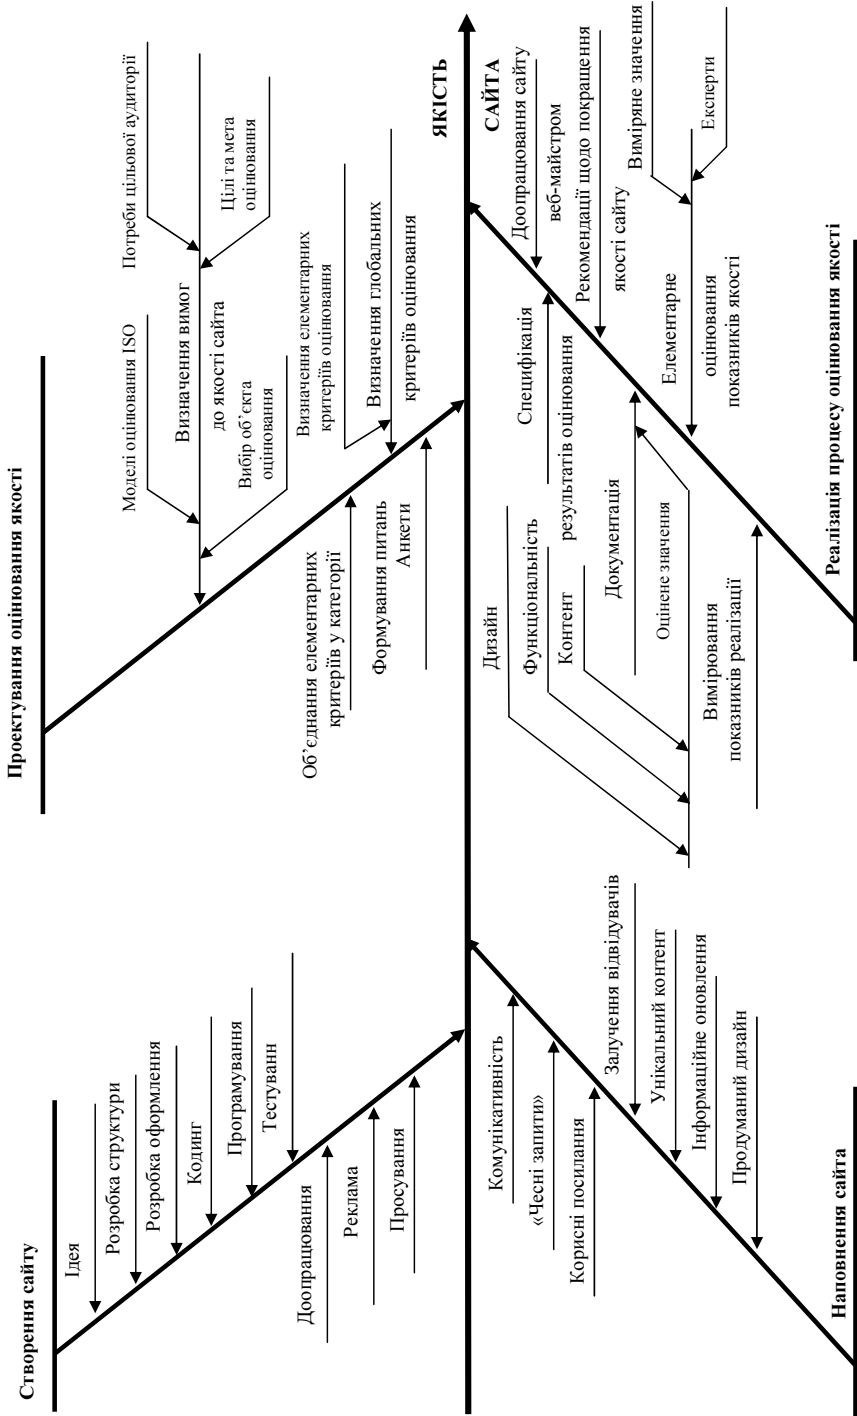 Створення сайту
Ідея
Розробка структури
Розробка оформлення
Кодинг
Програмування
Тестуванн
Доопрацювання
Реклама
Просування
Проектування оцінювання якості
Моделі оцінювання ISO
Потреби цільової аудиторії
Визначення вимог
до якості сайта
Цілі та мета
оцінювання
Вибір об’єкта
оцінювання
Визначення елементарних
критеріїв оцінювання
Визначення глобальних
критеріїв оцінювання
Об’єднання елементарних
критеріїв у категорії
Формування питань
Анкети
ЯКІСТЬ
САЙТА
Комунікативність
«Чесні запити»
Корисні посилання
Залучення відвідувачів
Унікальний контент
Інформаційне оновлення
Продуманий дизайн
Наповнення сайта
Дизайн
Функціональність
Контент
Специфікація
результатів оцінювання
Документація
Оцінене значення
Вимірювання
показників реалізації
Доопрацювання сайту
веб-майстром
Рекомендації щодо покращення
якості сайту
Виміряне значення
Елементарне
оцінювання
показників якості
Експерти
Реалізація процесу оцінювання якості